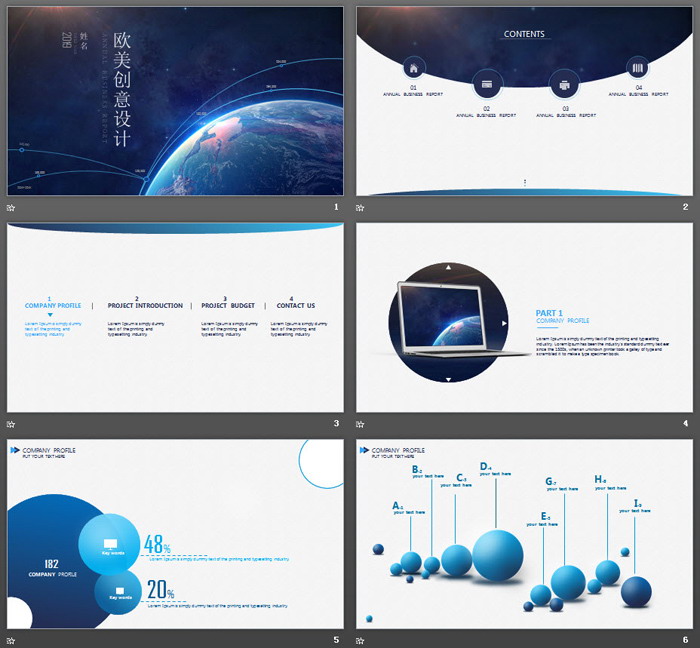 欧美创意设计
ANNUAL BUSINESS REPORT
姓名
2019
1
CONTENTS
01
ANNUAL BUSINESS REPORT
02
ANNUAL BUSINESS REPORT
03
ANNUAL BUSINESS REPORT
04
ANNUAL BUSINESS REPORT
2
1
COMPANY PROFILE
Lorem Ipsum is simply dummy
text of the printing and
typesetting industry.
2
PROJECT INTRODUCTION
Lorem Ipsum is simply dummy
text of the printing and
typesetting industry.
3
PROJECT BUDGET
Lorem Ipsum is simply dummy
text of the printing and
typesetting industry.
4
CONTACT US
Lorem Ipsum is simply dummy
text of the printing and
typesetting industry.
3
PART 1
COMPANY PROFILE
Lorem Ipsum is simply dummy text of the printing and typesetting
industry. Lorem Ipsum has been the industry's standard dummy text ever
since the 1500s, when an unknown printer took a galley of type and
scrambled it to make a type specimen book.
4
COMPANY PROFILE
PUT YOUR TEXT HERE
182
COMPANY PROFILE
Key words
48%
Lorem Ipsum is simply dummy text of the printing and typesetting industry
Key words
20%
Lorem Ipsum is simply dummy text of the printing and typesetting industry
5
COMPANY PROFILE
PUT YOUR TEXT HERE
A-1
your text here
B-2
your text here
C-3
your text here
D-4
your text here
E-5
your text here
G-7
your text here
H-8
your text here
I-9
your text here
6